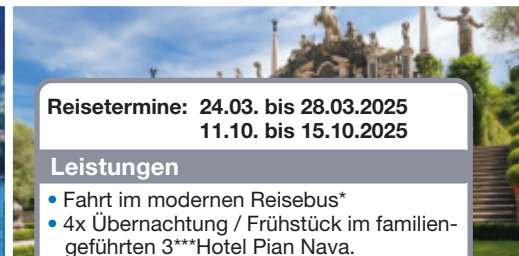 Reisetermine: 24.03. bis 28.03.2025
11.10. bis 15.10.2025
Leistungen
• Fahrt im modernen Reisebus*
• 4x Übernachtung / Frühstück im familien-
geführten 3***Hotel Pian Nava.